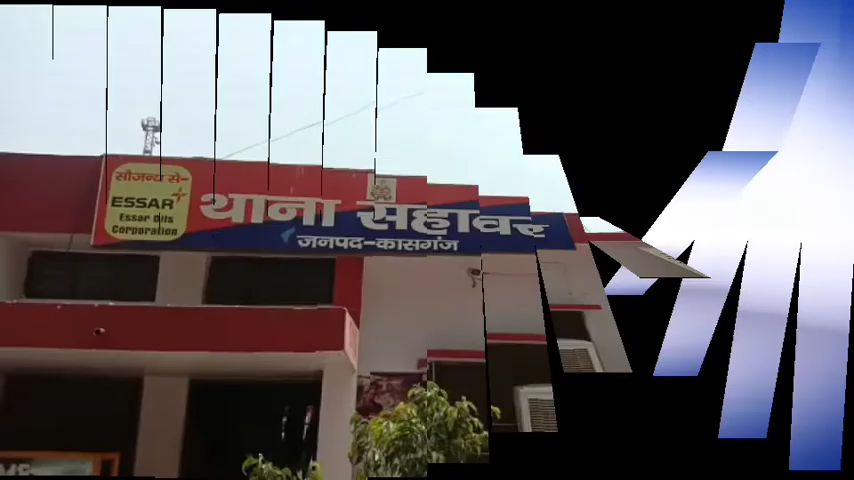 सौजन्य से-
ESSAR
Essar Oils
Corporation
थाना सहावर
जनपद-कासगंज